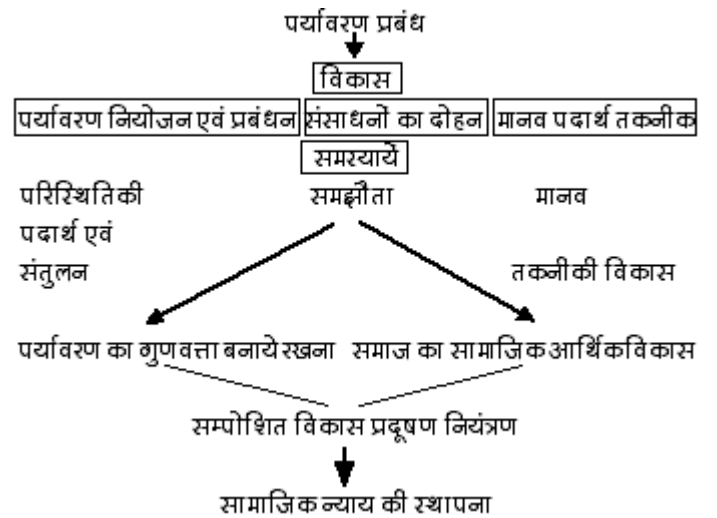 पर्यावरण प्रबंध
विकास
पर्यावरण नियोजन एवं प्रबंधन संसाधनों का दोहन मानव पदार्थ तकनीक
समस्यायें
परिस्थितिकी समझौता मानव
पदार्थ एवं
संतुलन तकनीकी विकास
पर्यावरण का गुणवत्ता बनाये रखना समाज का सामाजिक आर्थिक विकास
सम्पोशित विकास प्रदूषण नियंत्रण
सामाजिक न्याय की स्थापना